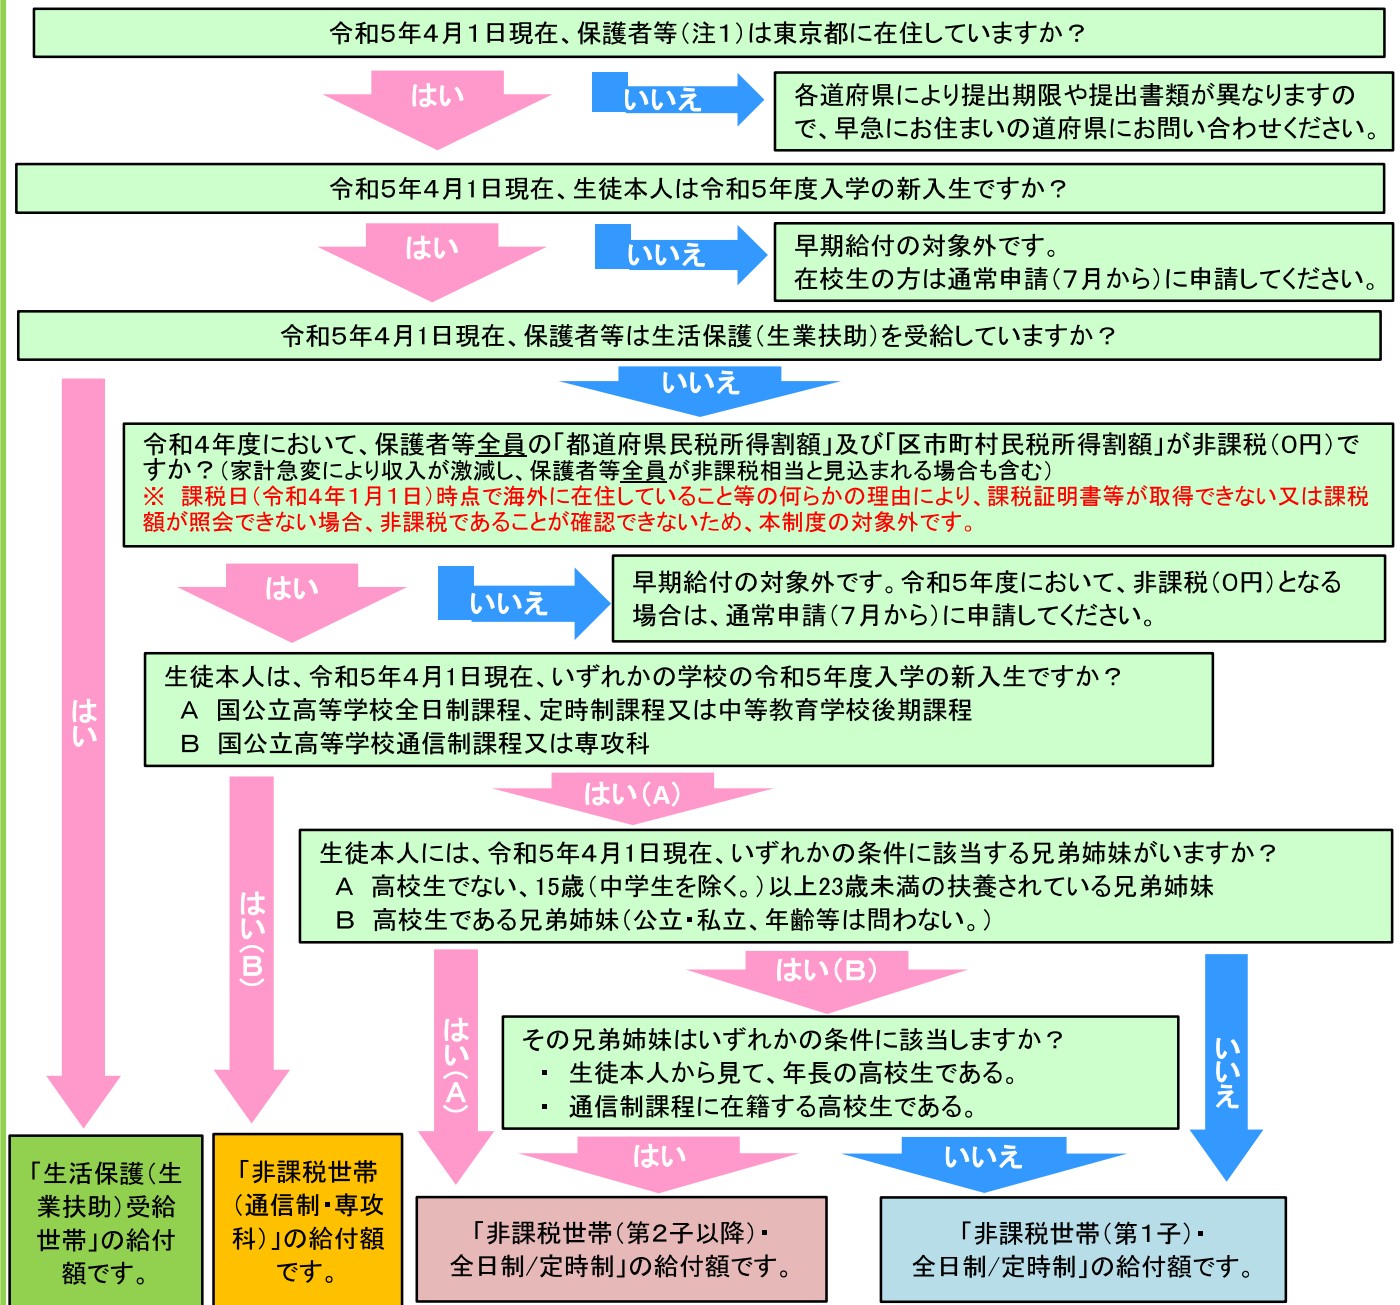 令和5年4月1日現在、保護者等(注1)は東京都に在住していますか?
はい
いいえ
各道府県により提出期限や提出書類が異なりますの
で、早急にお住まいの道府県にお問い合わせください。
令和5年4月1日現在、生徒本人は令和5年度入学の新入生ですか?
はい
いいえ
早期給付の対象外です。
在校生の方は通常申請(7月から)に申請してください。
令和5年4月1日現在、保護者等は生活保護(生業扶助)を受給していますか?
はい
いいえ
令和4年度において、保護者等全員の「都道府県民税所得割額」及び「区市町村民税所得割額」が非課税(0円)で
すか?(家計急変により収入が激減し、保護者等全員が非課税相当と見込まれる場合も含む)
※ 課税日(令和4年1月1日)時点で海外に在住していること等の何らかの理由により、課税証明書等が取得できない又は課税
額が照会できない場合、非課税であることが確認できないため、本制度の対象外です。
はい
いいえ
早期給付の対象外です。令和5年度において、非課税(0円)となる
場合は、通常申請(7月から)に申請してください。
生徒本人は、令和5年4月1日現在、いずれかの学校の令和5年度入学の新入生ですか?
A 国公立高等学校全日制課程、定時制課程又は中等教育学校後期課程
B 国公立高等学校通信制課程又は専攻科
はい(B)
はい(A)
生徒本人には、令和5年4月1日現在、いずれかの条件に該当する兄弟姉妹がいますか?
A 高校生でない、15歳(中学生を除く。)以上23歳未満の扶養されている兄弟姉妹
B 高校生である兄弟姉妹(公立・私立、年齢等は問わない。)
はい(A)
はい(B)
いいえ
その兄弟姉妹はいずれかの条件に該当しますか?
・ 生徒本人から見て、年長の高校生である。
・ 通信制課程に在籍する高校生である。
はい
いいえ
「生活保護(生
業扶助)受給
世帯」の給付
額です。
「非課税世帯
(通信制・専攻
科)」の給付額
です。
「非課税世帯(第2子以降)・
全日制/定時制」の給付額です。
「非課税世帯(第1子)・
全日制/定時制」の給付額です。